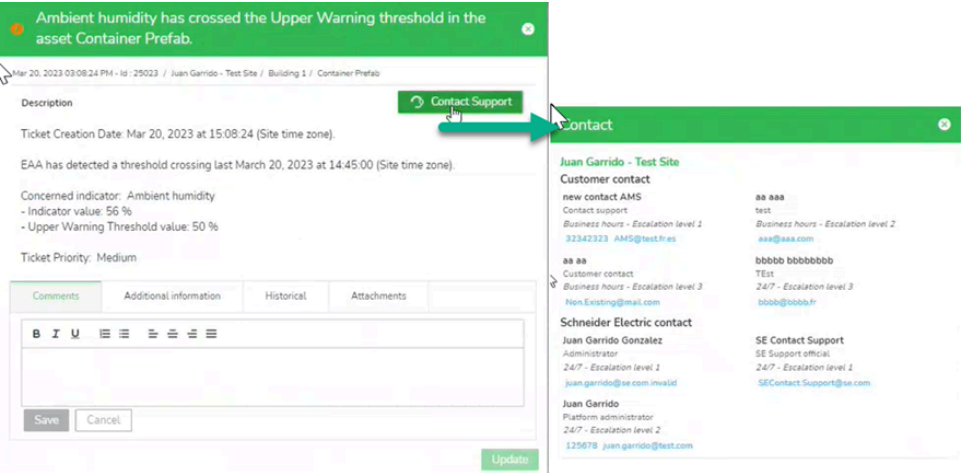 Ambient humidity has crossed the Upper Warning threshold in the
asset Container Prefab.
Mar 20, 2023 03:08:24 PM - Id : 25023 / Juan Garrido - Test Site / Building 1 / Container Prefab
Description
Contact Support
Ticket Creation Date: Mar 20, 2023 at 15:08:24 (Site time zone).
EAA has detected a threshold crossing last March 20, 2023 at 14:45:00 (Site time zone).
Concerned indicator: Ambient humidity
- Indicator value: 56 %
- Upper Warning Threshold value: 50 %
Ticket Priority: Medium
Comments Additional information Historical Attachments
B I U
Save Cancel
Update
Contact
Juan Garrido - Test Site
Customer contact
new contact AMS
Contact support
Business hours - Escalation level 1
32342323 AMS@test.fr.es
aa aaa
test
Business hours - Escalation level 2
aaa@aaa.com
aa aa
Customer contact
Business hours - Escalation level 3
Non.Existing@mail.com
bbbbb bbbbbbbb
TEst
24/7 - Escalation level 3
bbbb@bbbb.fr
Schneider Electric contact
Juan Garrido Gonzalez
Administrator
24/7 - Escalation level 1
juan.garrido@se.com.invalid
SE Contact Support
SE Support official
24/7 - Escalation level 1
SEContact.Support@se.com
Juan Garrido
Platform administrator
24/7 - Escalation level 2
125678 juan.garrido@test.com